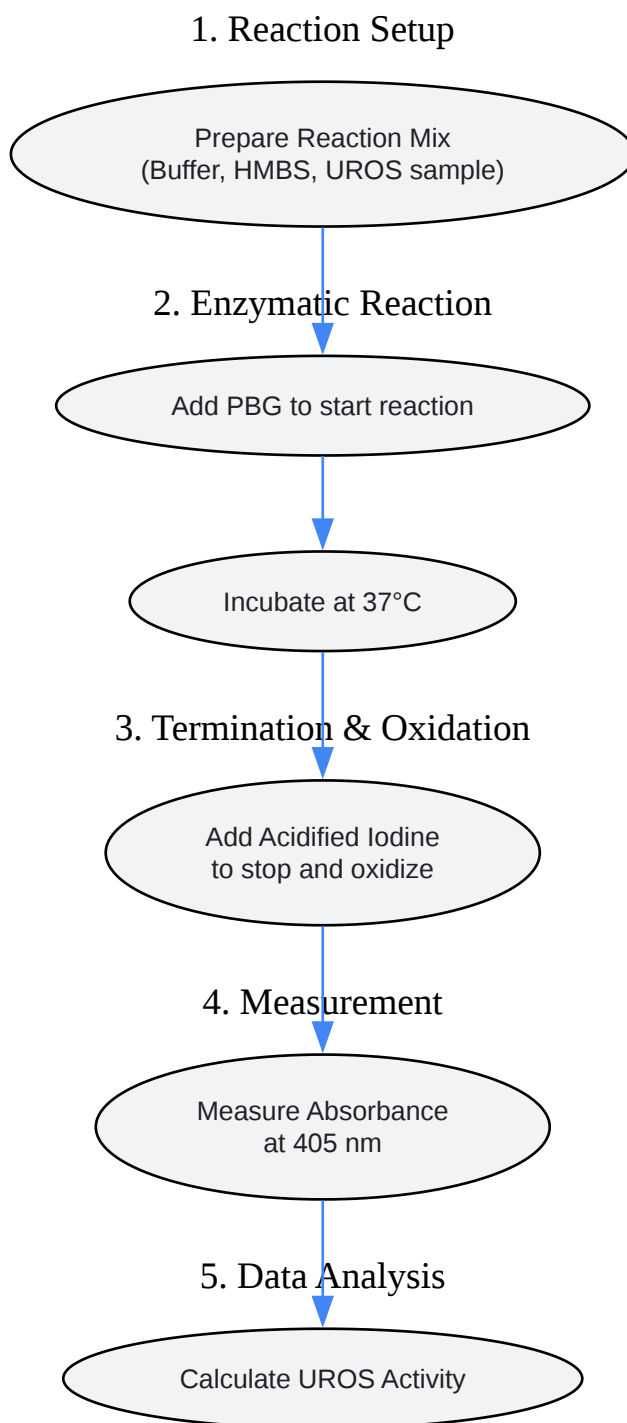 1. Reaction Setup
Prepare Reaction Mix
(Buffer, HMBS, UROS sample)
2. Enzymatic Reaction
Add PBG to start reaction
Incubate at 37°C
3. Termination & Oxidation
Add Acidified Iodine
to stop and oxidize
4. Measurement
Measure Absorbance
at 405 nm
5. Data Analysis
Calculate UROS Activity